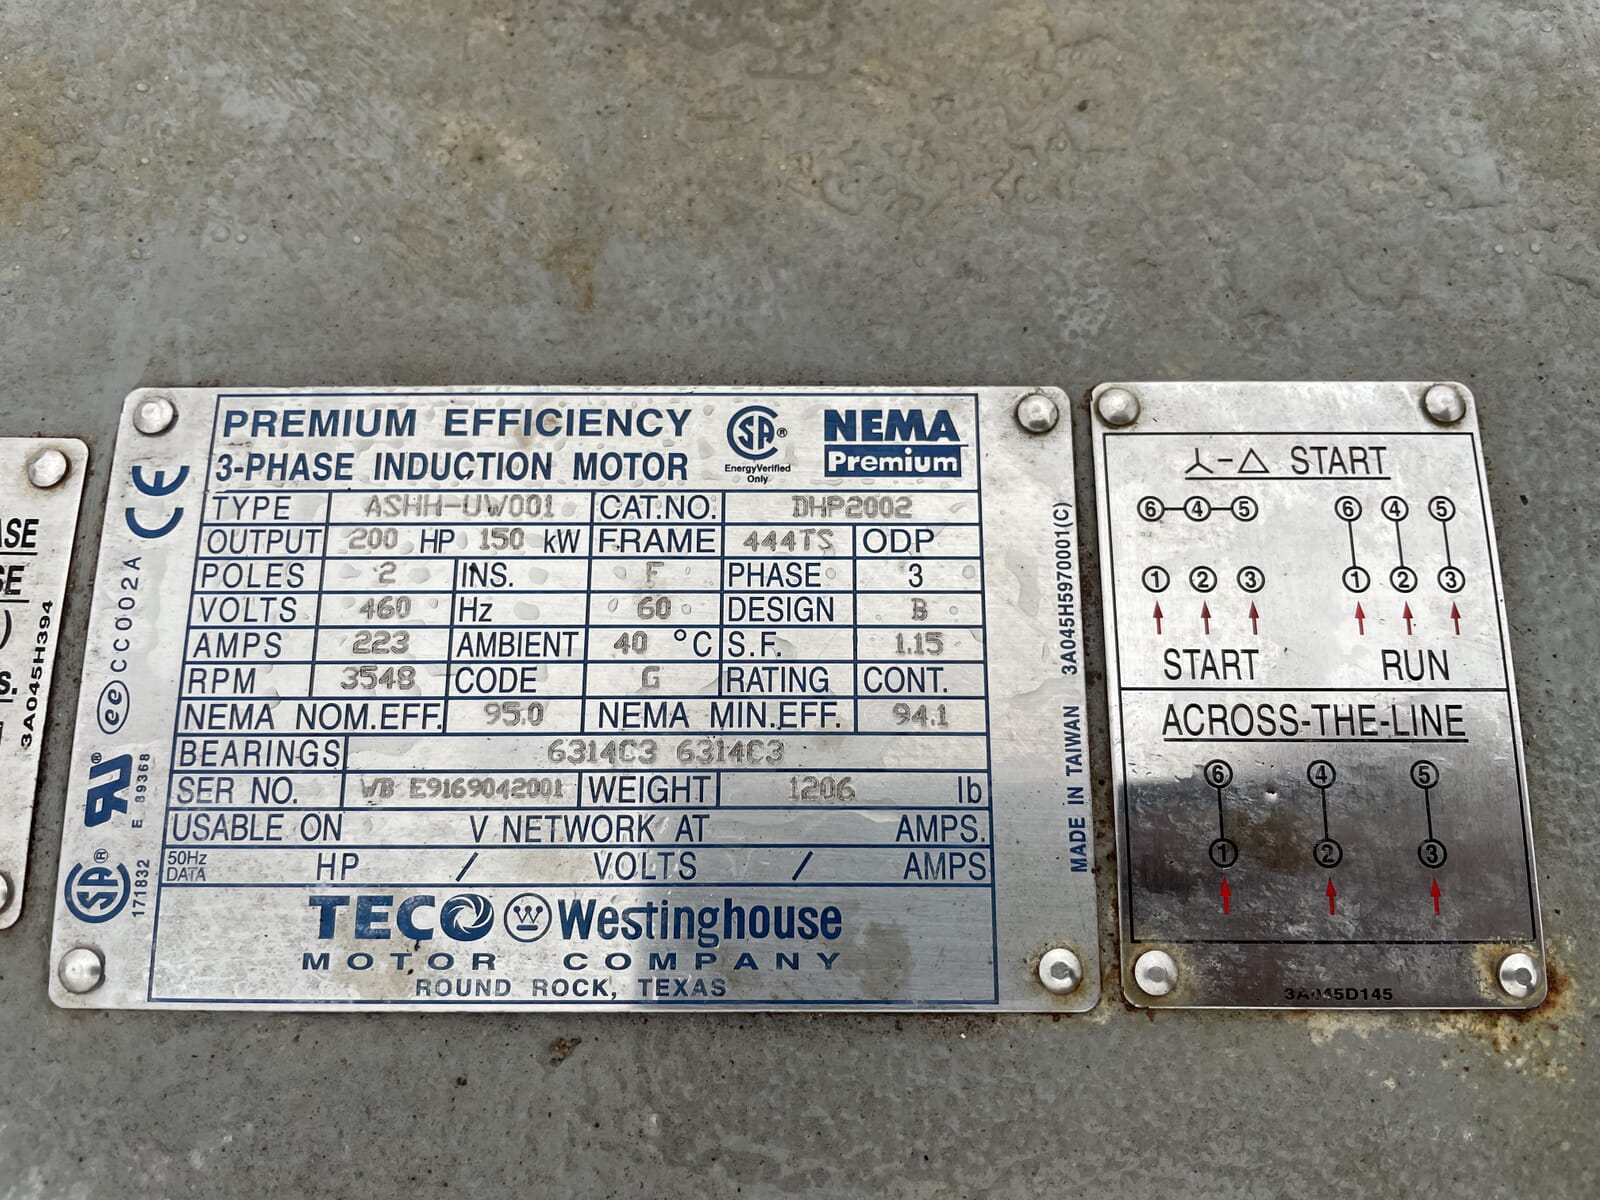 ASE
SE
)
S.
3A045H394
PREMIUM EFFICIENCY
3-PHASE INDUCTION MOTOR
SA ®
EnergyVerified
Only
NEMA
Premium
CE
ee CC002A
UR ®
E 89368
SA ®
171832
TYPE ASHH-UW001 CAT.NO. DHP2002
OUTPUT 200 HP 150 kW FRAME 444TS ODP
POLES 2 INS. F PHASE 3
VOLTS 460 Hz 60 DESIGN B
AMPS 223 AMBIENT 40 °C S.F. 1.15
RPM 3548 CODE G RATING CONT.
NEMA NOM.EFF. 95.0 NEMA MIN.EFF. 94.1
BEARINGS 6314C3 6314C3
SER NO. WB E9169042001 WEIGHT 1206 lb
USABLE ON V NETWORK AT AMPS.
50Hz DATA HP / VOLTS / AMPS
TECO W Westinghouse
MOTOR COMPANY
ROUND ROCK, TEXAS
MADE IN TAIWAN 3A045H5970001(C)
-△ START
6 4 5 6 4 5
1 2 3 1 2 3
START RUN
ACROSS-THE-LINE
6 4 5
1 2 3
3A045D145